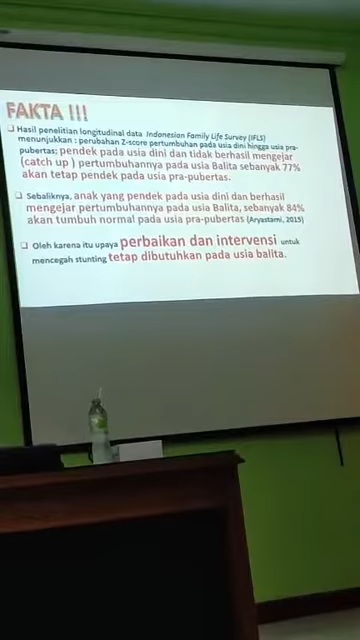 FAKTA !!!
❑ Hasil penelitian longitudinal data Indonesian Family Life Survey (IFLS)
menunjukkan : perubahan Z-score pertumbuhan pada usia dini hingga usia pra-
pubertas; pendek pada usia dini dan tidak berhasil mengejar
(catch up ) pertumbuhannya pada usia Balita sebanyak 77%
akan tetap pendek pada usia pra-pubertas.
❑ Sebaliknya, anak yang pendek pada usia dini dan berhasil
mengejar pertumbuhannya pada usia Balita, sebanyak 84%
akan tumbuh normal pada usia pra-pubertas (Aryastami, 2015)
❑ Oleh karena itu upaya perbaikan dan intervensi untuk
mencegah stunting tetap dibutuhkan pada usia balita.